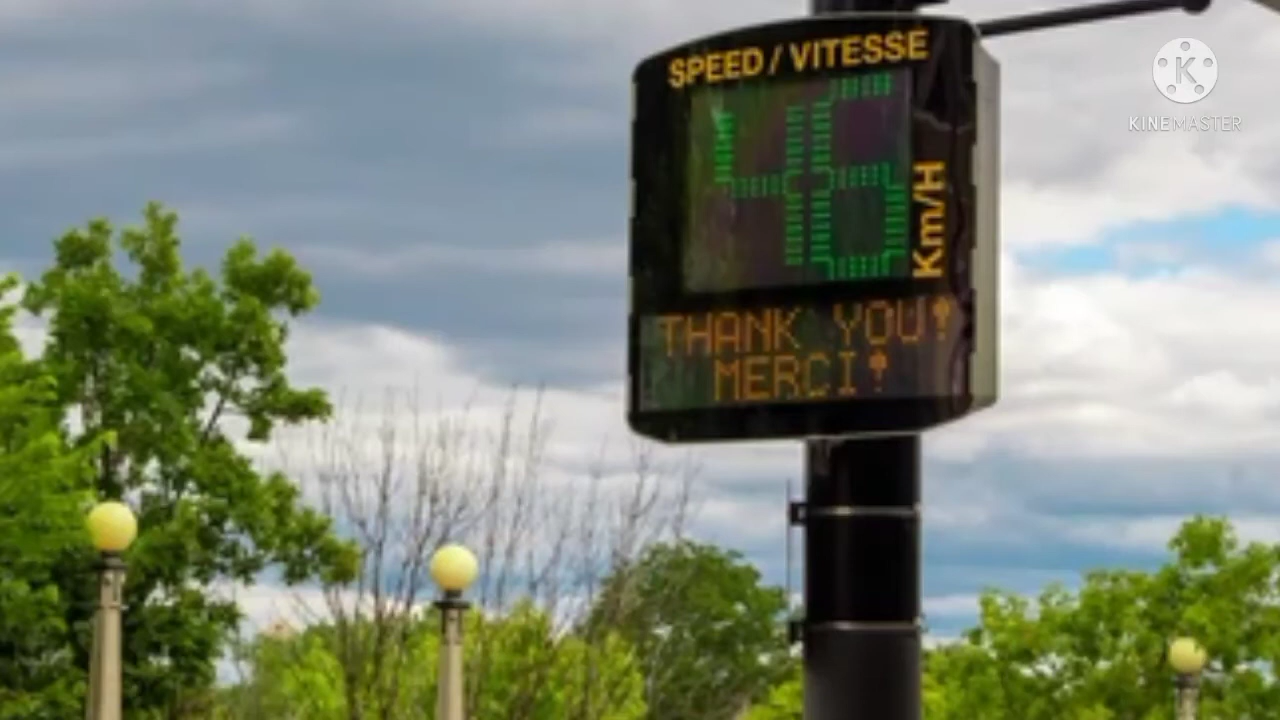 SPEED / VITESSE
46
Km/H
THANK YOU!
MERCI!
K
KINEMASTER